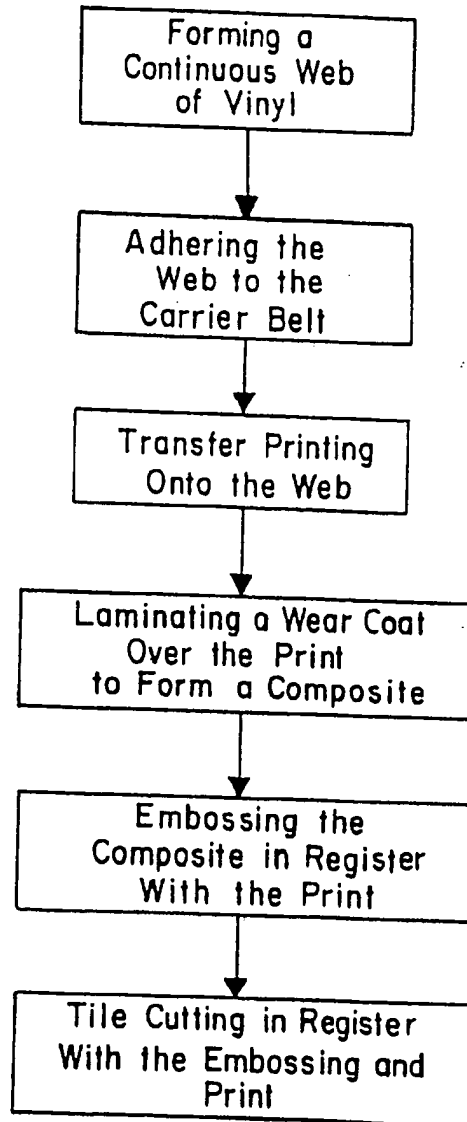 Forming a
Continuous Web
of Vinyl
Adhering the
Web to the
Carrier Belt
Transfer Printing
Onto the Web
Laminating a Wear Coat
Over the Print
to Form a Composite
Embossing the
Composite in Register
With the Print
Tile Cutting in Register
With the Embossing and
Print